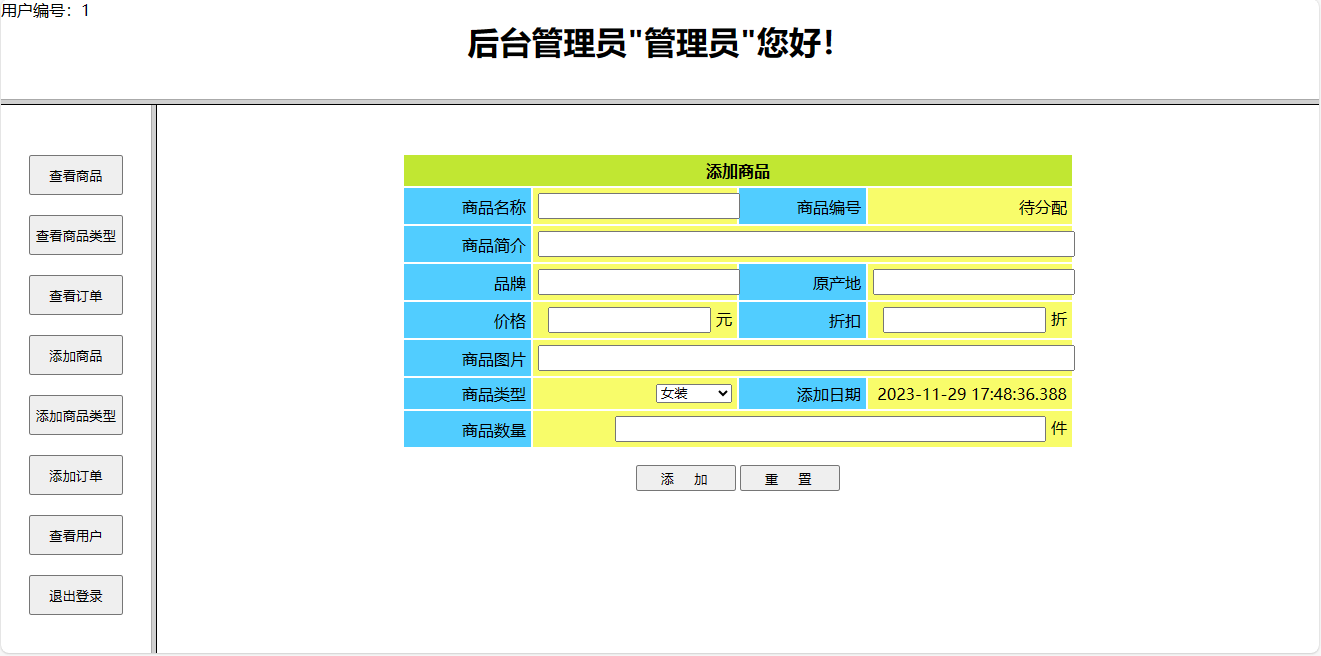 用户编号：1
后台管理员"管理员"您好！
查看商品
查看商品类型
查看订单
添加商品
添加商品类型
添加订单
查看用户
退出登录
添加商品
商品名称 商品编号 待分配
商品简介
品牌 原产地
价格 元 折扣 折
商品图片
商品类型 女装 添加日期 2023-11-29 17:48:36.388
商品数量 件
添 加 重 置